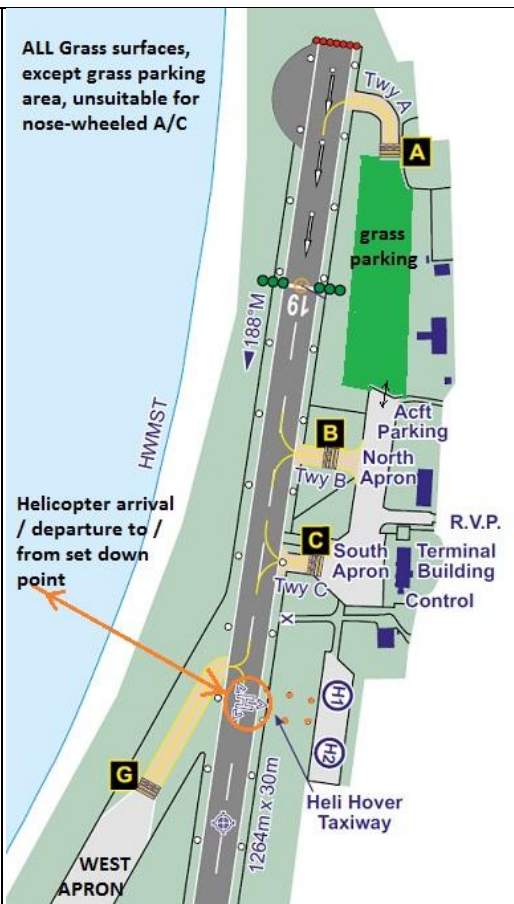 ALL Grass surfaces,
except grass parking
area, unsuitable for
nose-wheeled A/C
Twy A
A
grass
parking
19
188°M
HWMST
Acft
Parking
B
North
Apron
Twy B
Helicopter arrival
/ departure to /
from set down
point
R.V.P.
C
South
Apron
Terminal
Building
Twy C
Control
X
H
H1
H2
G
Heli Hover
Taxiway
1264m x 30m
WEST
APRON